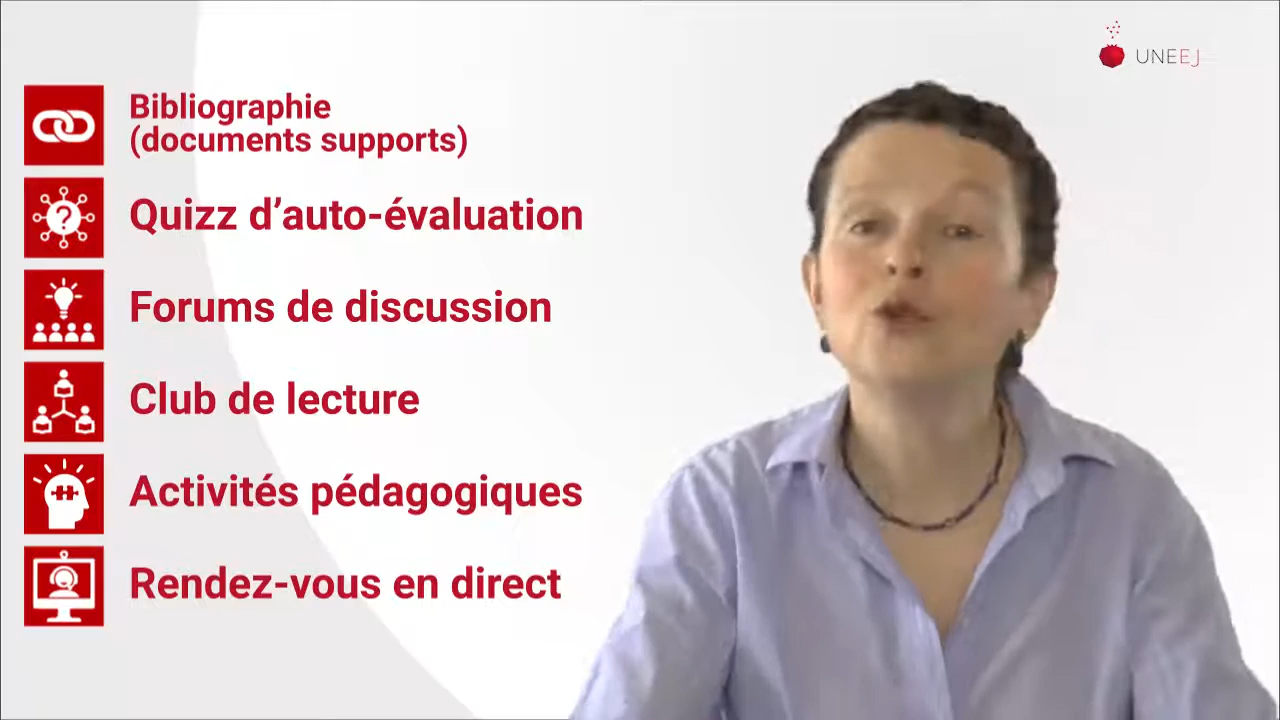 UNEEJ
Bibliographie
(documents supports)
Quizz d’auto-évaluation
Forums de discussion
Club de lecture
Activités pédagogiques
Rendez-vous en direct